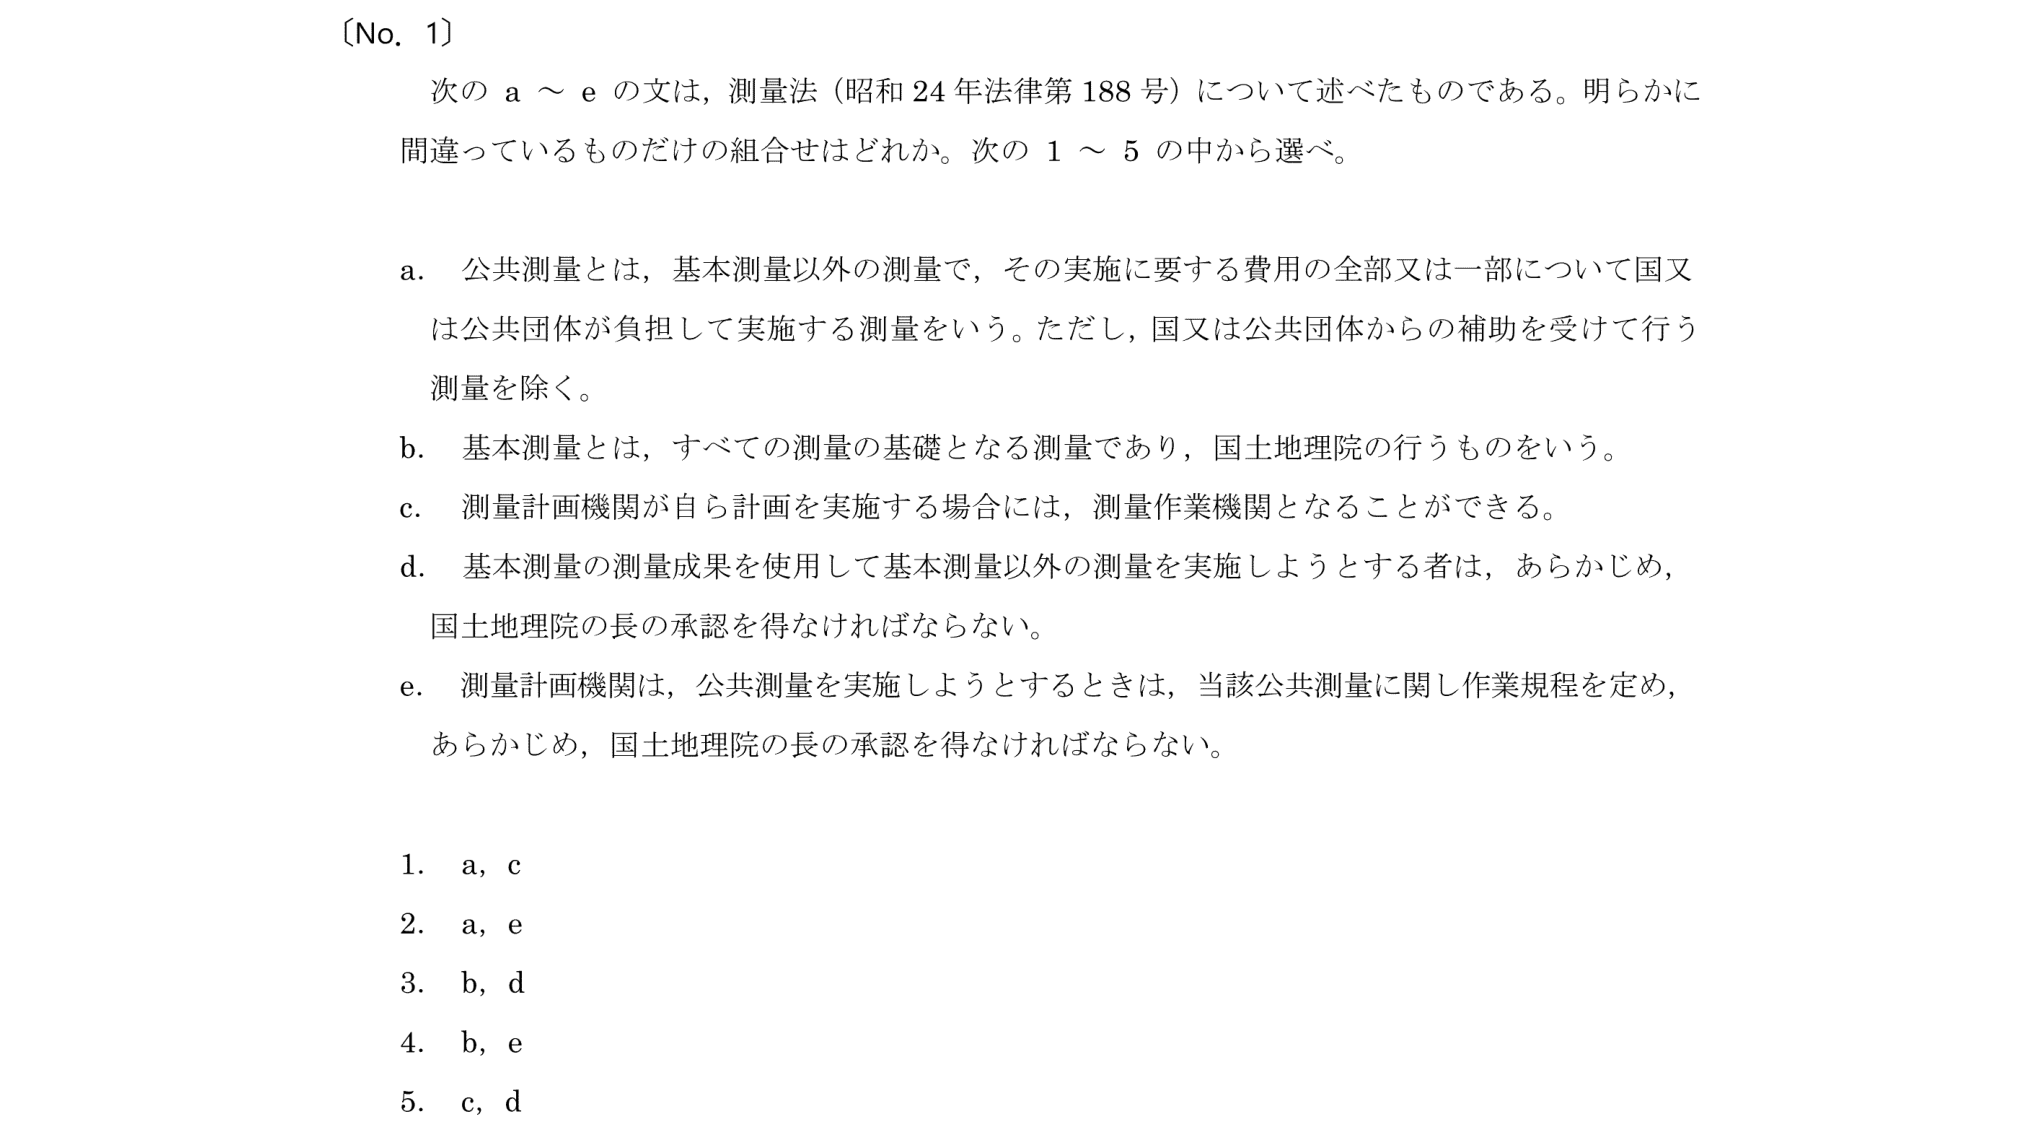 〔No. 1〕
次の a ～ e の文は，測量法（昭和 24 年法律第 188 号）について述べたものである。明らかに
間違っているものだけの組合せはどれか。次の 1 ～ 5 の中から選べ。
a. 公共測量とは，基本測量以外の測量で，その実施に要する費用の全部又は一部について国又
は公共団体が負担して実施する測量をいう。ただし，国又は公共団体からの補助を受けて行う
測量を除く。
b. 基本測量とは，すべての測量の基礎となる測量であり，国土地理院の行うものをいう。
c. 測量計画機関が自ら計画を実施する場合には，測量作業機関となることができる。
d. 基本測量の測量成果を使用して基本測量以外の測量を実施しようとする者は，あらかじめ，
国土地理院の長の承認を得なければならない。
e. 測量計画機関は，公共測量を実施しようとするときは，当該公共測量に関し作業規程を定め，
あらかじめ，国土地理院の長の承認を得なければならない。
1. a，c
2. a，e
3. b，d
4. b，e
5. c，d